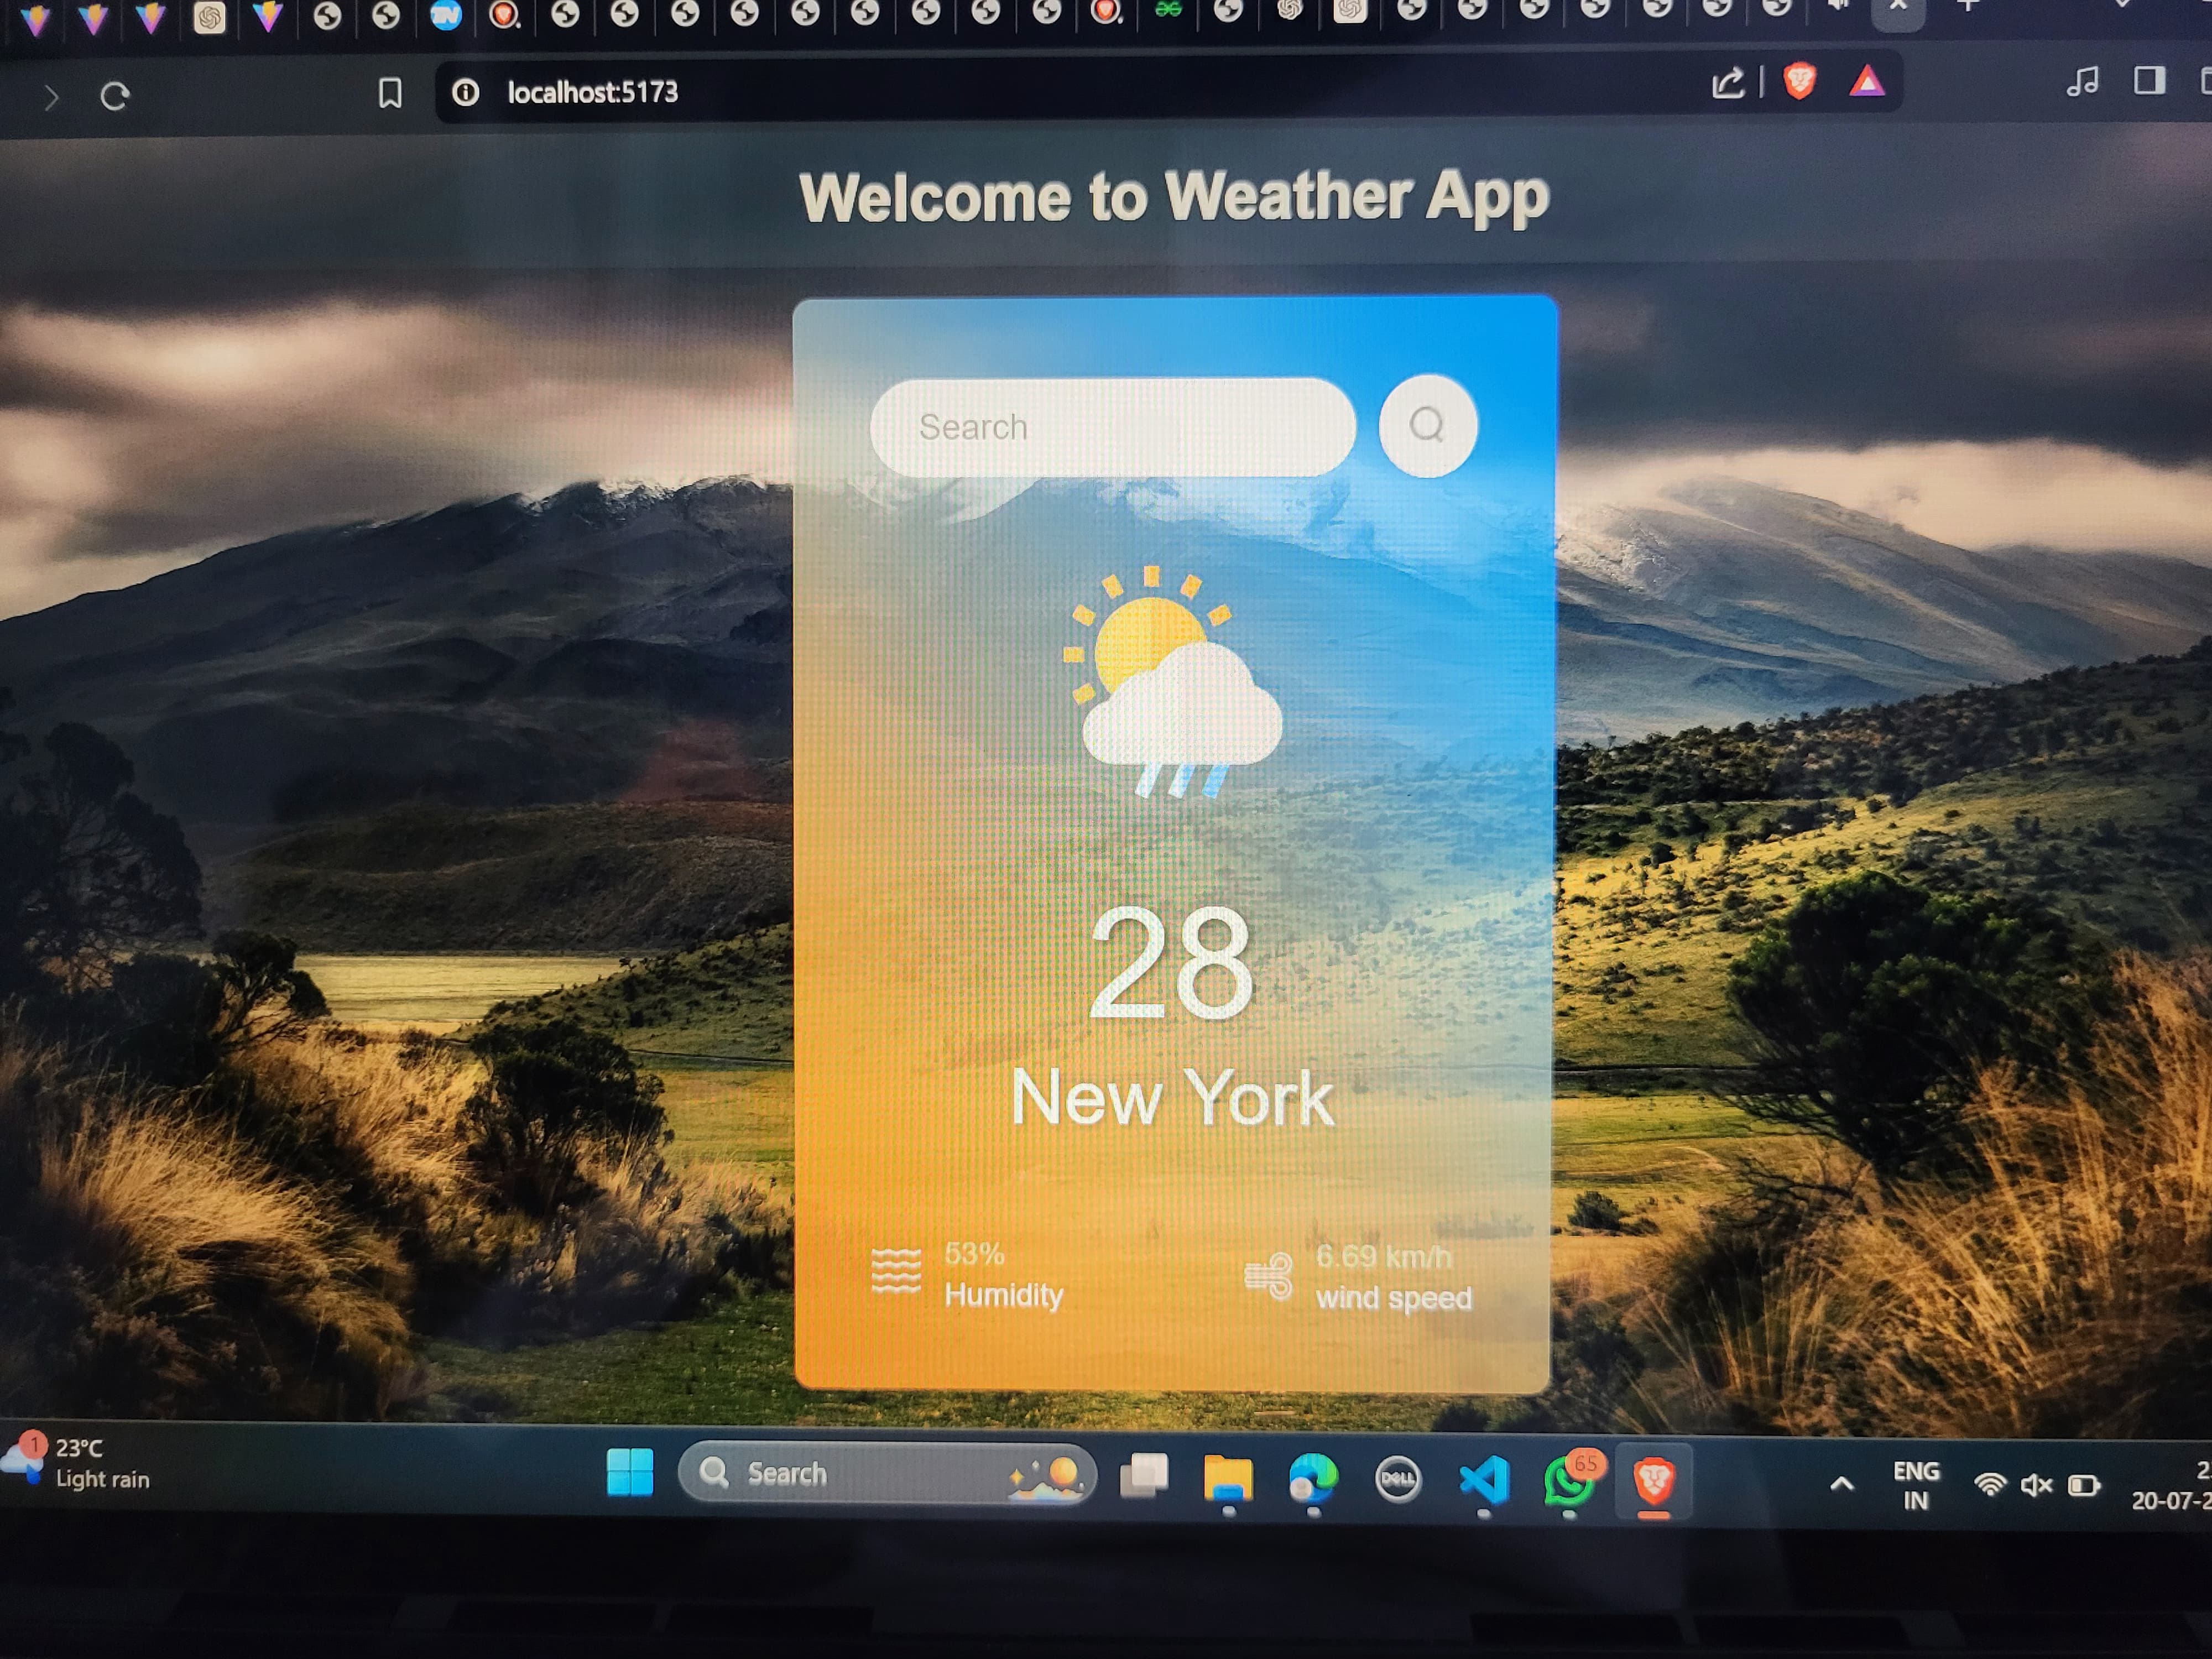 localhost:5173
Welcome to Weather App
Search
28
New York
53%
Humidity
6.69 km/h
wind speed
1
23°C
Light rain
Search
DELL
65
ENG
IN
20-07-2